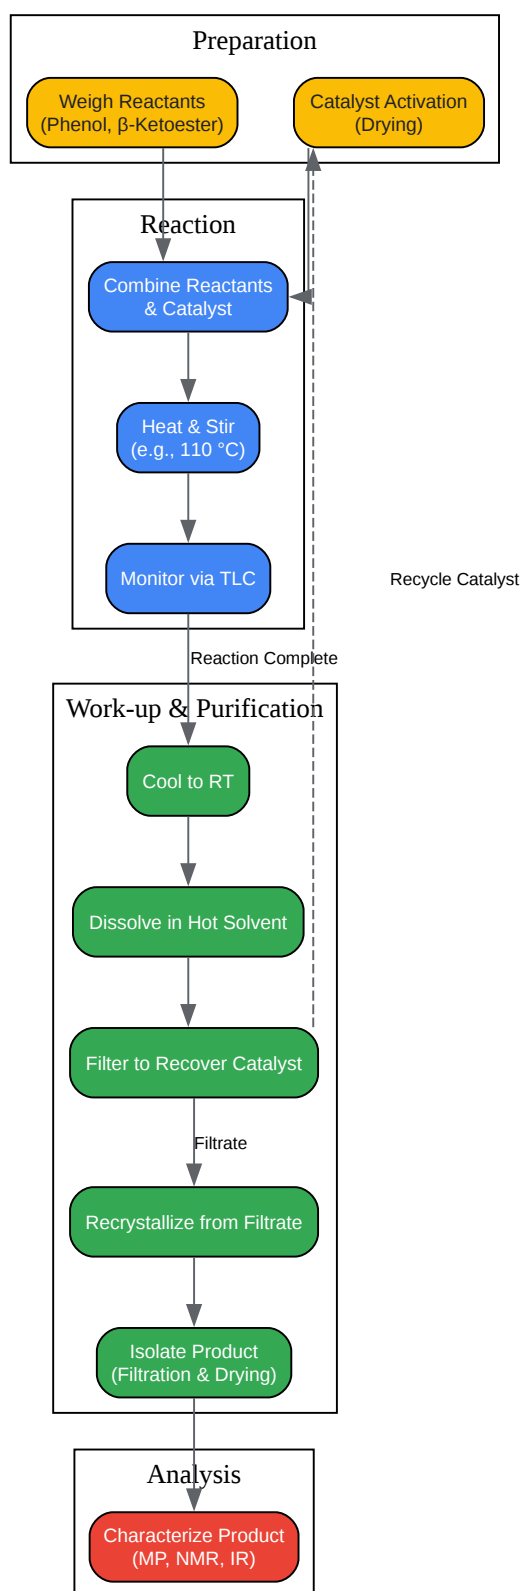 Preparation
Weigh Reactants
(Phenol, β-Ketoester)
Catalyst Activation
(Drying)
Reaction
Combine Reactants
& Catalyst
Heat & Stir
(e.g., 110 °C)
Monitor via TLC
Recycle Catalyst
Reaction Complete
Work-up & Purification
Cool to RT
Dissolve in Hot Solvent
Filter to Recover Catalyst
Filtrate
Recrystallize from Filtrate
Isolate Product
(Filtration & Drying)
Analysis
Characterize Product
(MP, NMR, IR)